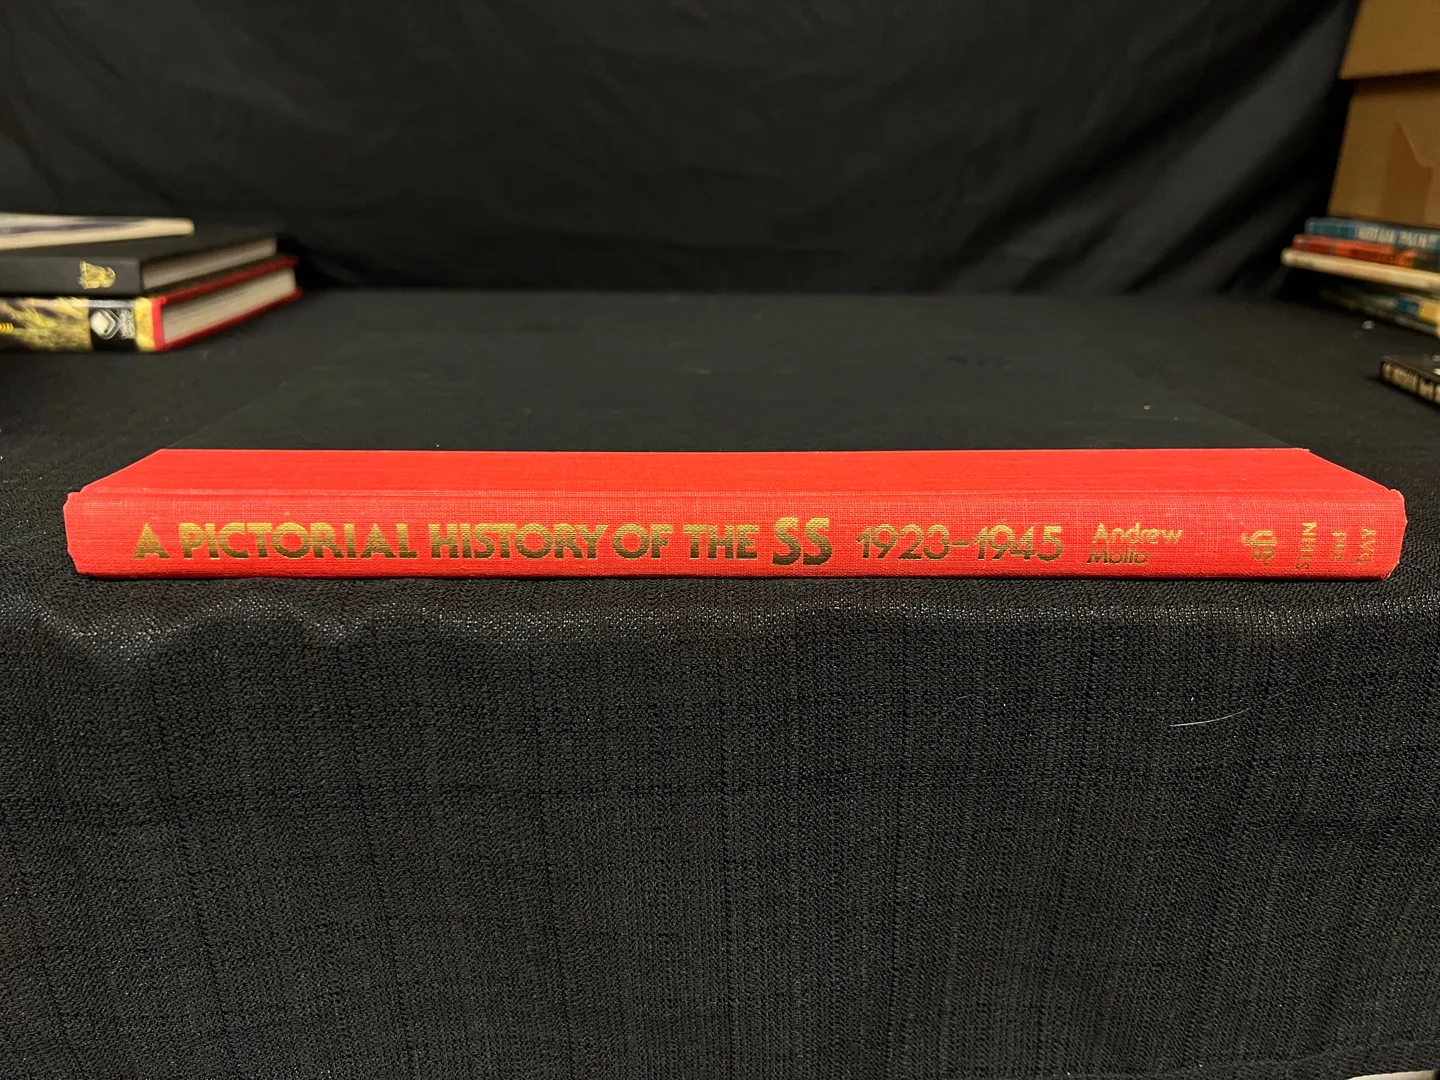 A PICTORIAL HISTORY OF THE SS 1923-1945
Andrew
Mollo
STEIN
and
DAY